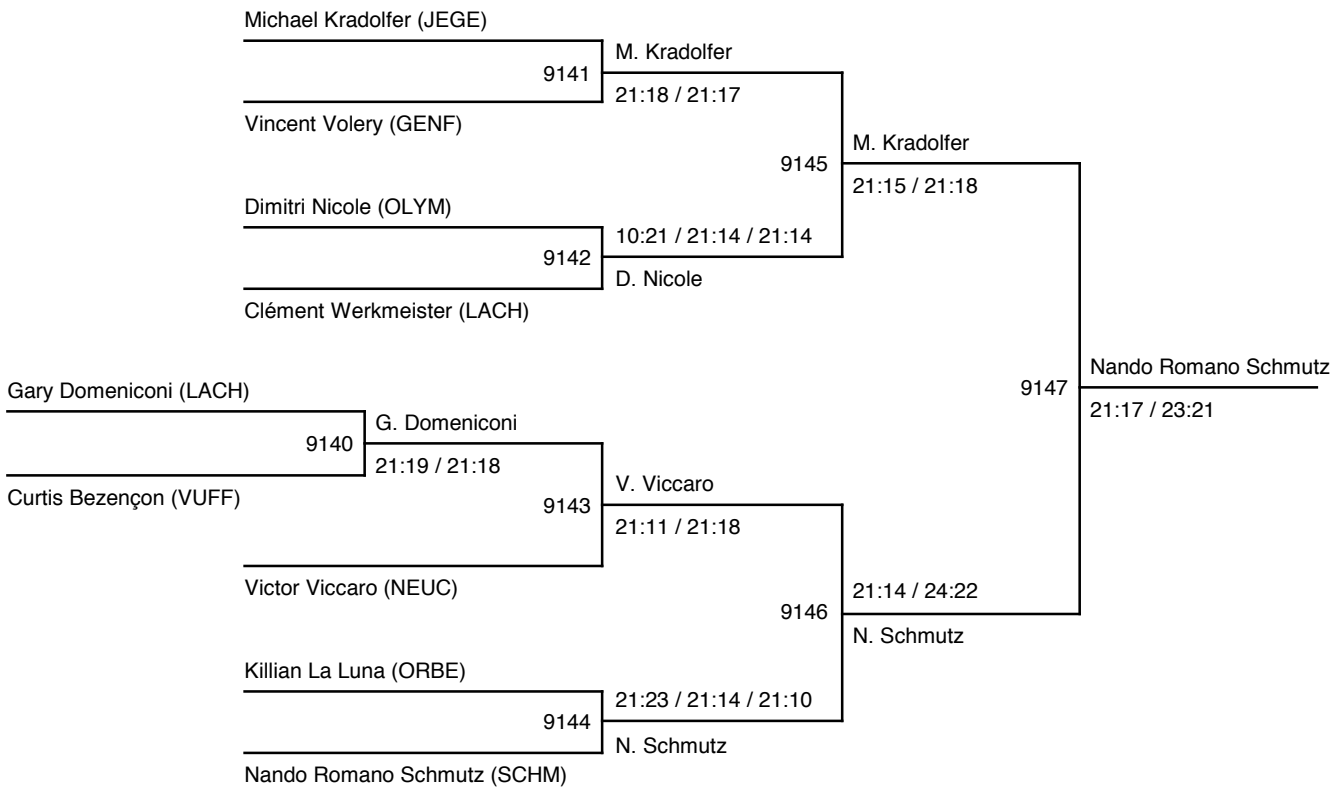 Michael Kradolfer (JEGE)
M. Kradolfer
9141
21:18 / 21:17
Vincent Volery (GENF)
M. Kradolfer
9145
21:15 / 21:18
Dimitri Nicole (OLYM)
10:21 / 21:14 / 21:14
9142
D. Nicole
Clément Werkmeister (LACH)
Nando Romano Schmutz
9147
21:17 / 23:21
Gary Domeniconi (LACH)
G. Domeniconi
9140
21:19 / 21:18
Curtis Bezençon (VUFF)
V. Viccaro
9143
21:11 / 21:18
Victor Viccaro (NEUC)
21:14 / 24:22
9146
N. Schmutz
Killian La Luna (ORBE)
21:23 / 21:14 / 21:10
9144
N. Schmutz
Nando Romano Schmutz (SCHM)